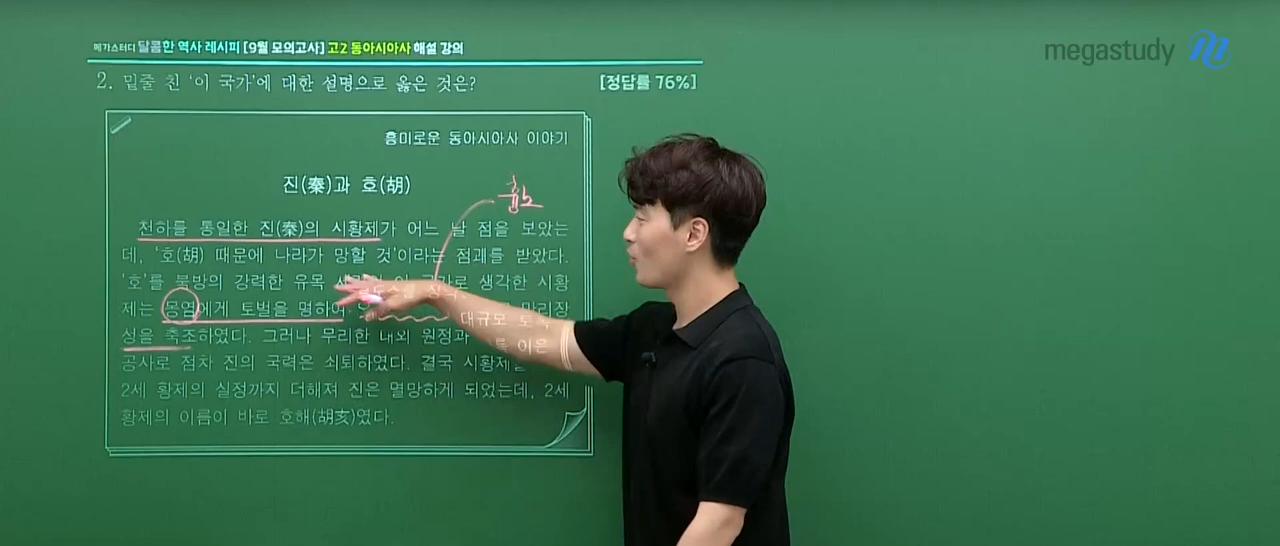 메가스터디 달콤한 역사 레시피 [9월 모의고사] 고2 동아시아사 해설 강의
megastudy
2. 밑줄 친 '이 국가'에 대한 설명으로 옳은 것은?
[정답률 76%]
흥미로운 동아시아사 이야기
진(秦)과 호(胡)
흉노
천하를 통일한 진(秦)의 시황제가 어느 날 점을 보았는
데, '호(胡) 때문에 나라가 망할 것'이라는 점괘를 받았다.
'호'를 북방의 강력한 유목 로 생각한 시황
제는 몽염에게 토벌을 명하여 만리장
성을 축조하였다. 그러나 무리한 대외 원정과 대규모
공사로 점차 진의 국력은 쇠퇴하였다. 결국 시황제
2세 황제의 실정까지 더해져 진은 멸망하게 되었는데, 2세
황제의 이름이 바로 호해(胡亥)였다.